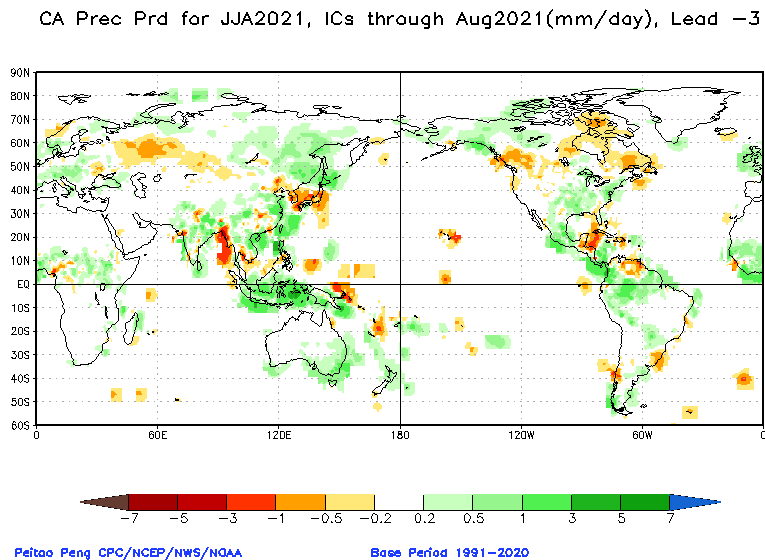 CA Prec Prd for JJA2021, ICs through Aug2021(mm/day), Lead −3
90N
80N
70N
60N
50N
40N
30N
20N
10N
EQ
10S
20S
30S
40S
50S
60S
0 60E 120E 180 120W 60W 0
−7 −5 −3 −1 −0.5 −0.2 0.2 0.5 1 3 5 7
Peitao Peng CPC/NCEP/NWS/NOAA Base Period 1991−2020